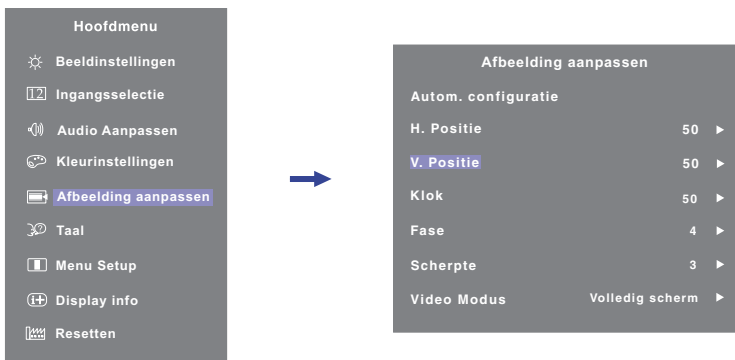 Hoofdmenu
Beeldinstellingen
12 Ingangsselectie
Audio Aanpassen
Kleurinstellingen
Afbeelding aanpassen
? Taal
Menu Setup
i+ Display info
Resetten
Afbeelding aanpassen
Autom. configuratie
H. Positie 50
V. Positie 50
Klok 50
Fase 4
Scherpte 3
Video Modus Volledig scherm